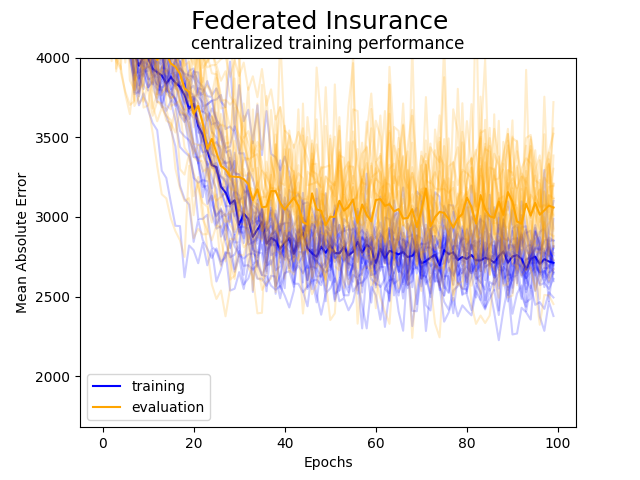 Federated Insurance
centralized training performance
4000
3500
3000
2500
2000
Mean Absolute Error
training
evaluation
0 20 40 60 80 100
Epochs